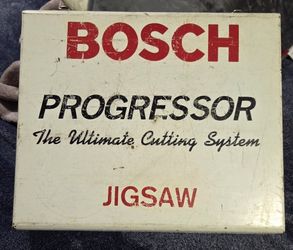 BOSCH
PROGRESSOR
The Ultimate Cutting System
JIGSAW